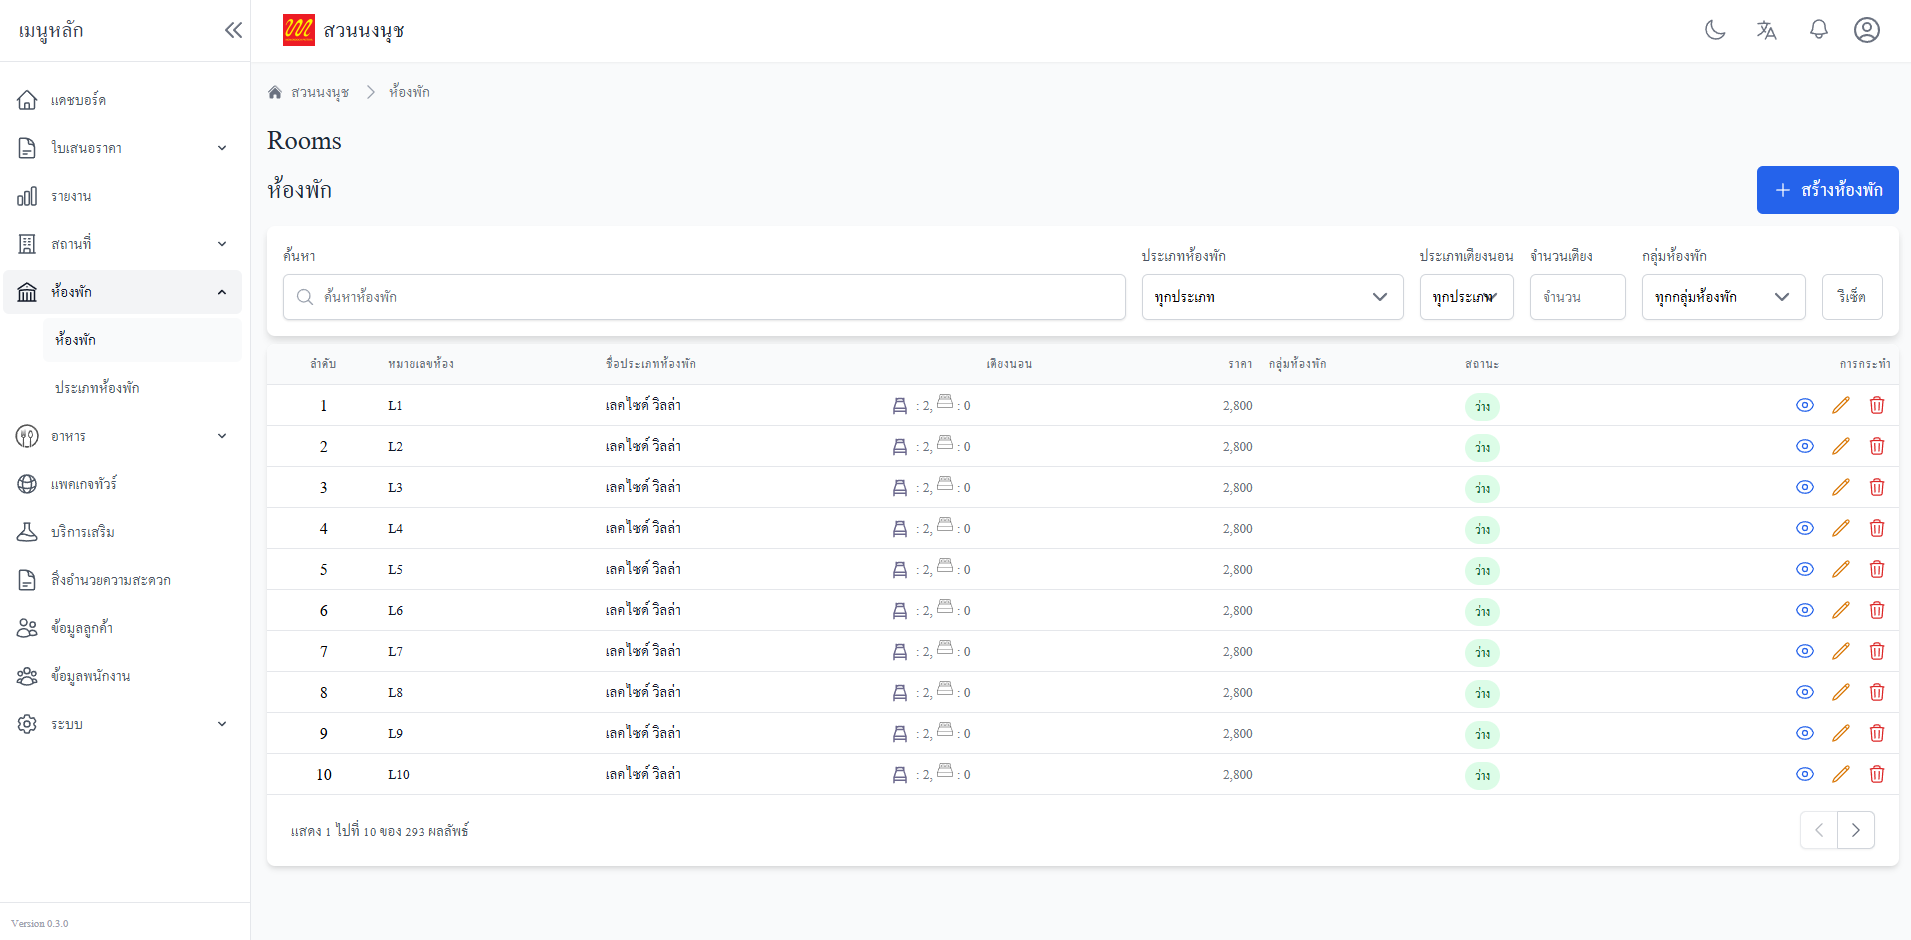 เมนูหลัก
สวนนงนุช
แดชบอร์ด
ใบเสนอราคา
รายงาน
สถานที่
ห้องพัก
ห้องพัก
ประเภทห้องพัก
อาหาร
แพคเกจทัวร์
บริการเสริม
สิ่งอำนวยความสะดวก
ข้อมูลลูกค้า
ข้อมูลพนักงาน
ระบบ
Version 0.3.0
สวนนงนุช ห้องพัก
Rooms
ห้องพัก
สร้างห้องพัก
ค้นหา ประเภทห้องพัก ประเภทเตียงนอน จำนวนเตียง กลุ่มห้องพัก
ค้นหาห้องพัก ทุกประเภท ทุกประเภท จำนวน ทุกกลุ่มห้องพัก รีเซ็ต
ลำดับ หมายเลขห้อง ชื่อประเภทห้องพัก เตียงนอน ราคา กลุ่มห้องพัก สถานะ การกระทำ
1 L1 เลคไซด์ วิลล่า : 2, : 0 2,800 ว่าง
2 L2 เลคไซด์ วิลล่า : 2, : 0 2,800 ว่าง
3 L3 เลคไซด์ วิลล่า : 2, : 0 2,800 ว่าง
4 L4 เลคไซด์ วิลล่า : 2, : 0 2,800 ว่าง
5 L5 เลคไซด์ วิลล่า : 2, : 0 2,800 ว่าง
6 L6 เลคไซด์ วิลล่า : 2, : 0 2,800 ว่าง
7 L7 เลคไซด์ วิลล่า : 2, : 0 2,800 ว่าง
8 L8 เลคไซด์ วิลล่า : 2, : 0 2,800 ว่าง
9 L9 เลคไซด์ วิลล่า : 2, : 0 2,800 ว่าง
10 L10 เลคไซด์ วิลล่า : 2, : 0 2,800 ว่าง
แสดง 1 ไปที่ 10 ของ 293 ผลลัพธ์